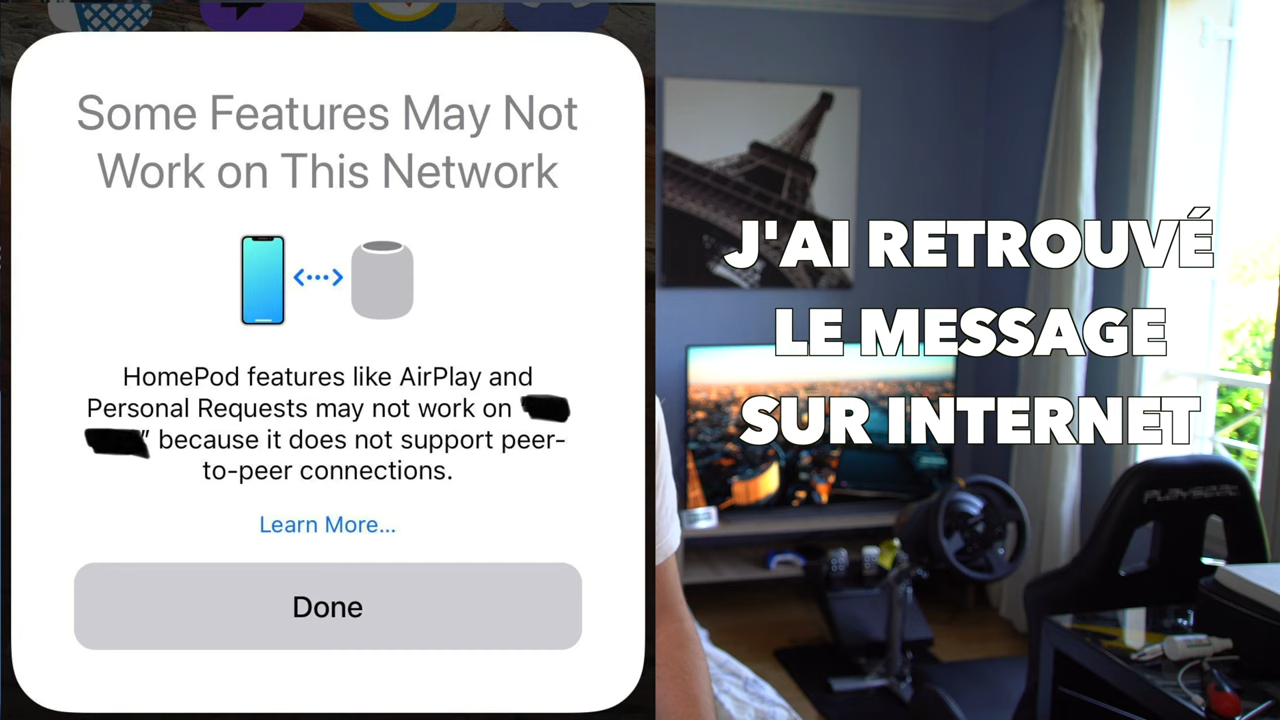 Some Features May Not
Work on This Network
HomePod features like AirPlay and
Personal Requests may not work on
” because it does not support peer-
to-peer connections.
Learn More...
Done
J'AI RETROUVÉ
LE MESSAGE
SUR INTERNET
PLAYSEAT